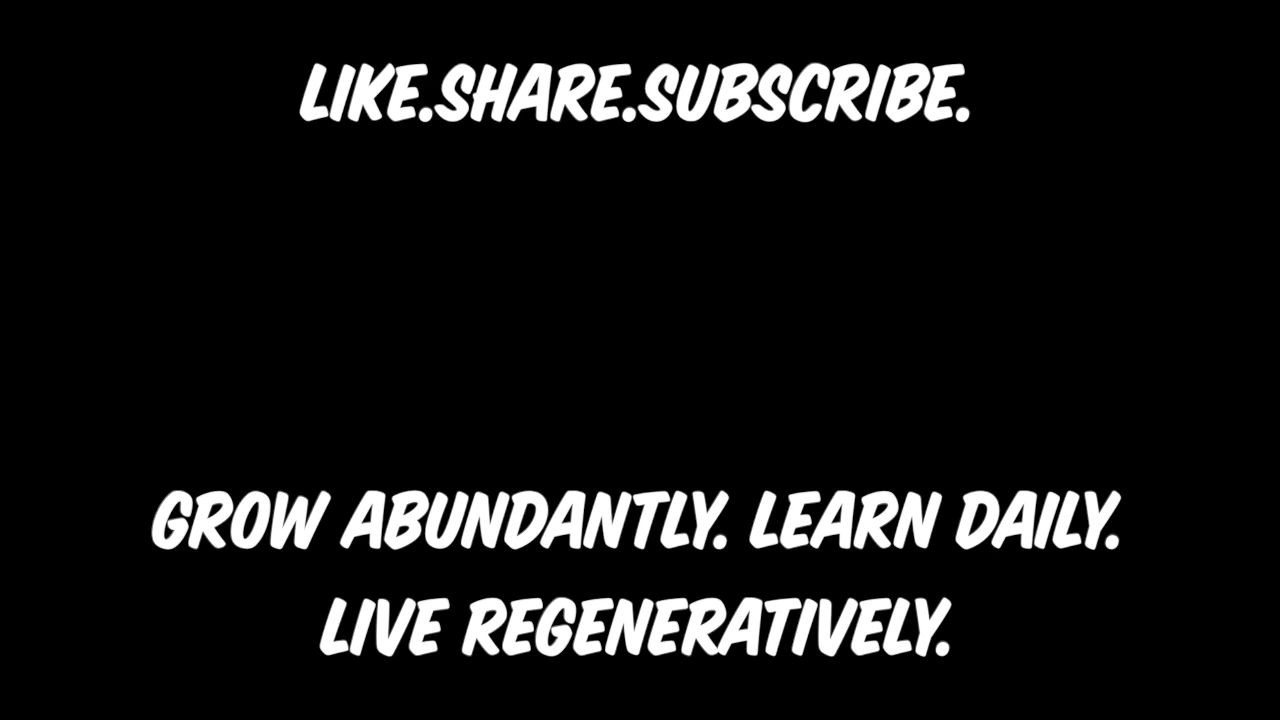 LIKE.SHARE.SUBSCRIBE.
GROW ABUNDANTLY. LEARN DAILY.
LIVE REGENERATIVELY.